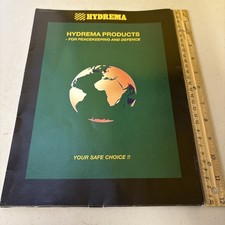 HYDREMA
HYDREMA PRODUCTS
- FOR PEACEKEEPING AND DEFENCE
YOUR SAFE CHOICE !!